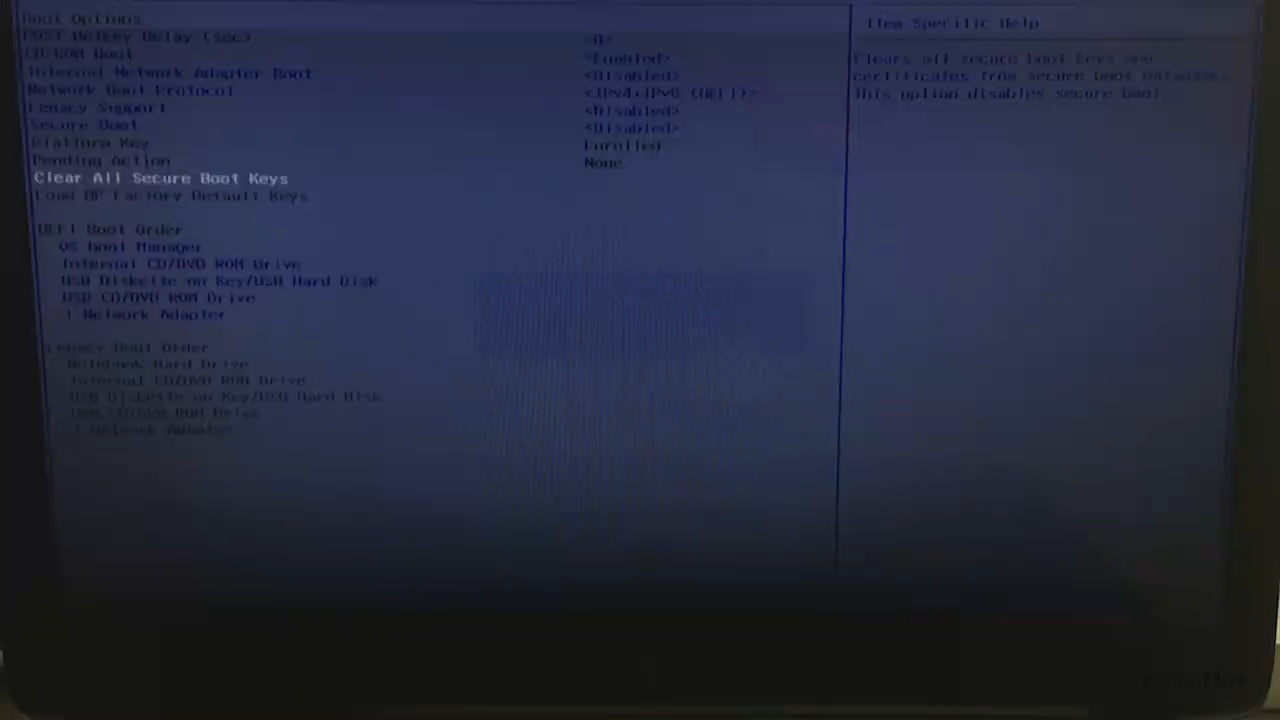 Boot Options
POST Hotkey Delay (sec) <0>
CD-ROM Boot <Enabled>
Internal Network Adapter Boot <Disabled>
Network Boot Protocol <IPv4+IPv6 (UEFI)>
Legacy Support <Disabled>
Secure Boot <Disabled>
Platform Key Enrolled
Pending Action None
Clear All Secure Boot Keys
Load HP Factory Default Keys
UEFI Boot Order
OS Boot Manager
Internal CD/DVD ROM Drive
USB Diskette on Key/USB Hard Disk
USB CD/DVD ROM Drive
! Network Adapter
Legacy Boot Order
Notebook Hard Drive
Internal CD/DVD ROM Drive
USB Diskette on Key/USB Hard Disk
USB CD/DVD ROM Drive
! Network Adapter
Item Specific Help
Clears all secure boot keys and
certificates from secure boot databases.
This option disables secure boot.